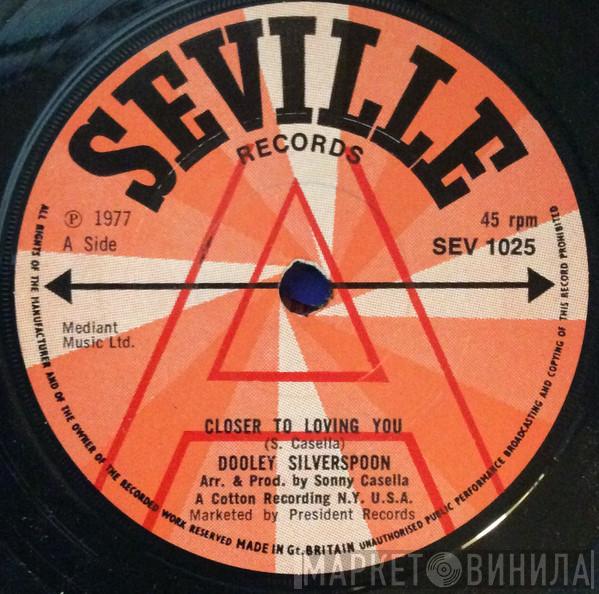 SEVILLE
RECORDS
℗ 1977
A Side
45 rpm
SEV 1025
Mediant
Music Ltd.
A
CLOSER TO LOVING YOU
(S. Casella)
DOOLEY SILVERSPOON
Arr. & Prod. by Sonny Casella
A Cotton Recording N.Y. U.S.A.
Marketed by President Records
ALL RIGHTS OF THE MANUFACTURER AND OF THE OWNER OF THE RECORDED WORK RESERVED MADE IN Gt. BRITAIN UNAUTHORISED PUBLIC PERFORMANCE BROADCASTING AND COPYING OF THIS RECORD PROHIBITED
МАРКЕТ ВИНИЛА